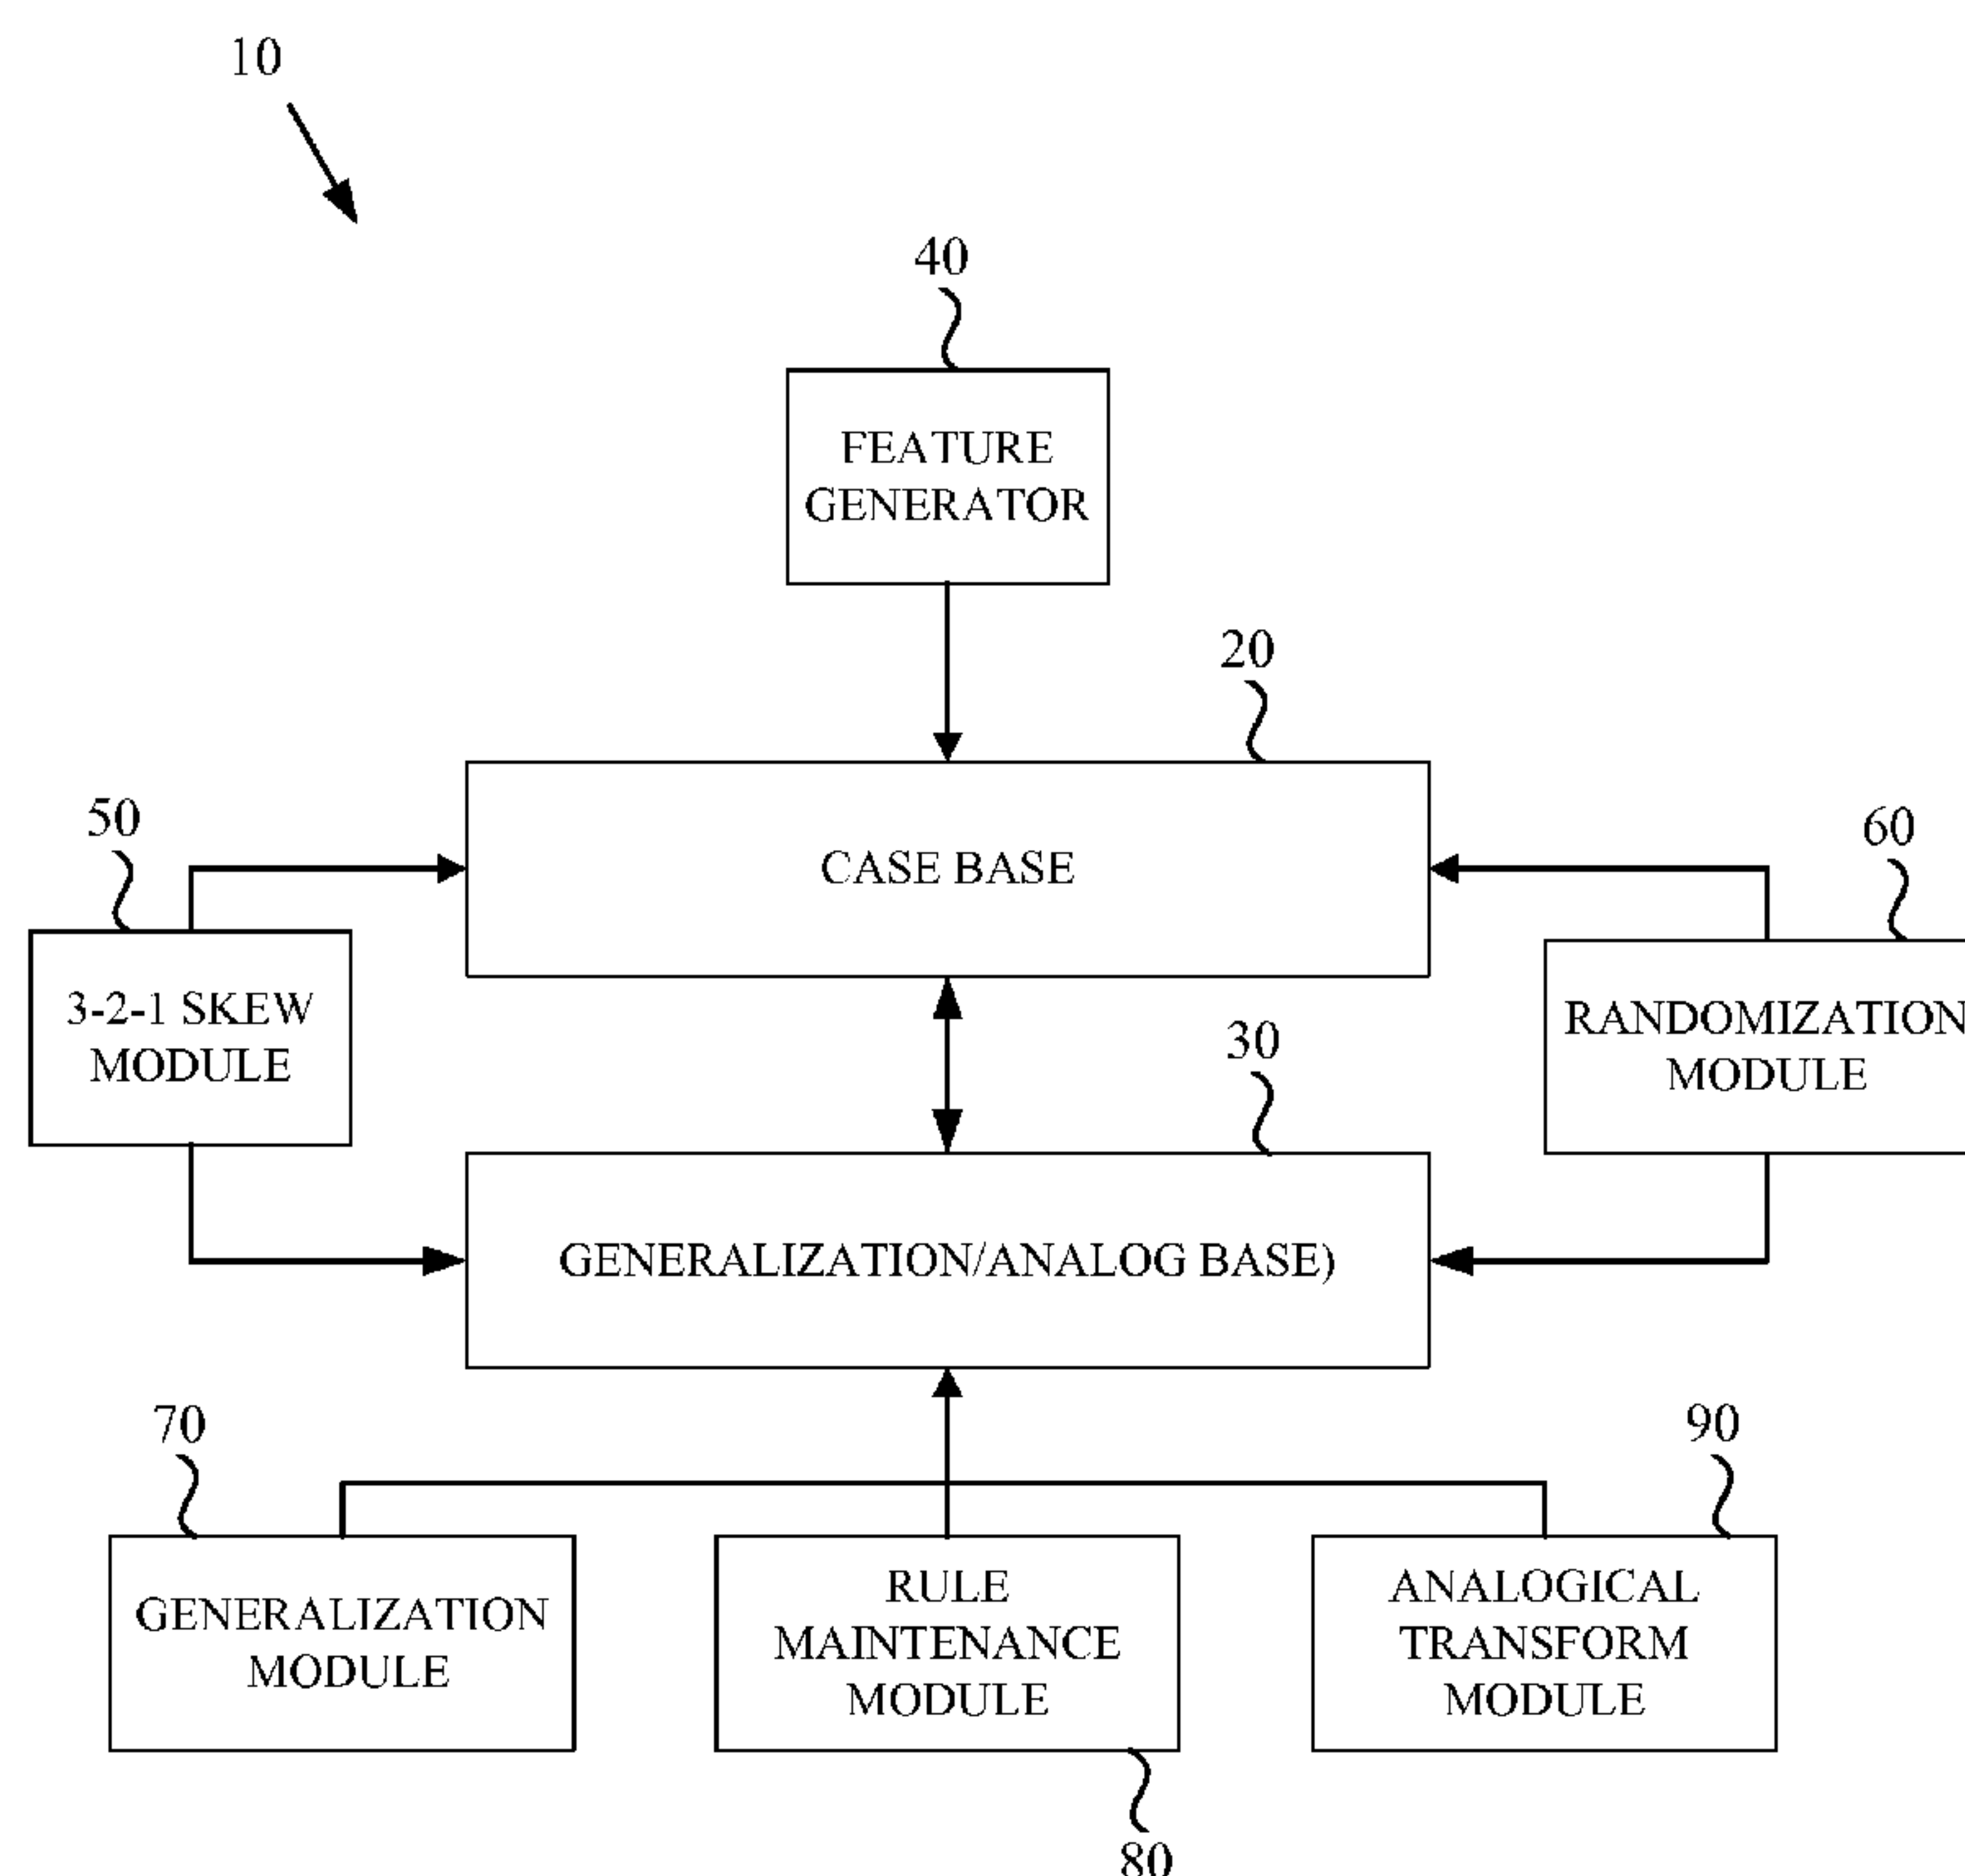 10
40
FEATURE
GENERATOR
20
CASE BASE
50
3-2-1 SKEW
MODULE
60
RANDOMIZATION
MODULE
30
GENERALIZATION/ANALOG BASE)
70
GENERALIZATION
MODULE
RULE
MAINTENANCE
MODULE
80
90
ANALOGICAL
TRANSFORM
MODULE